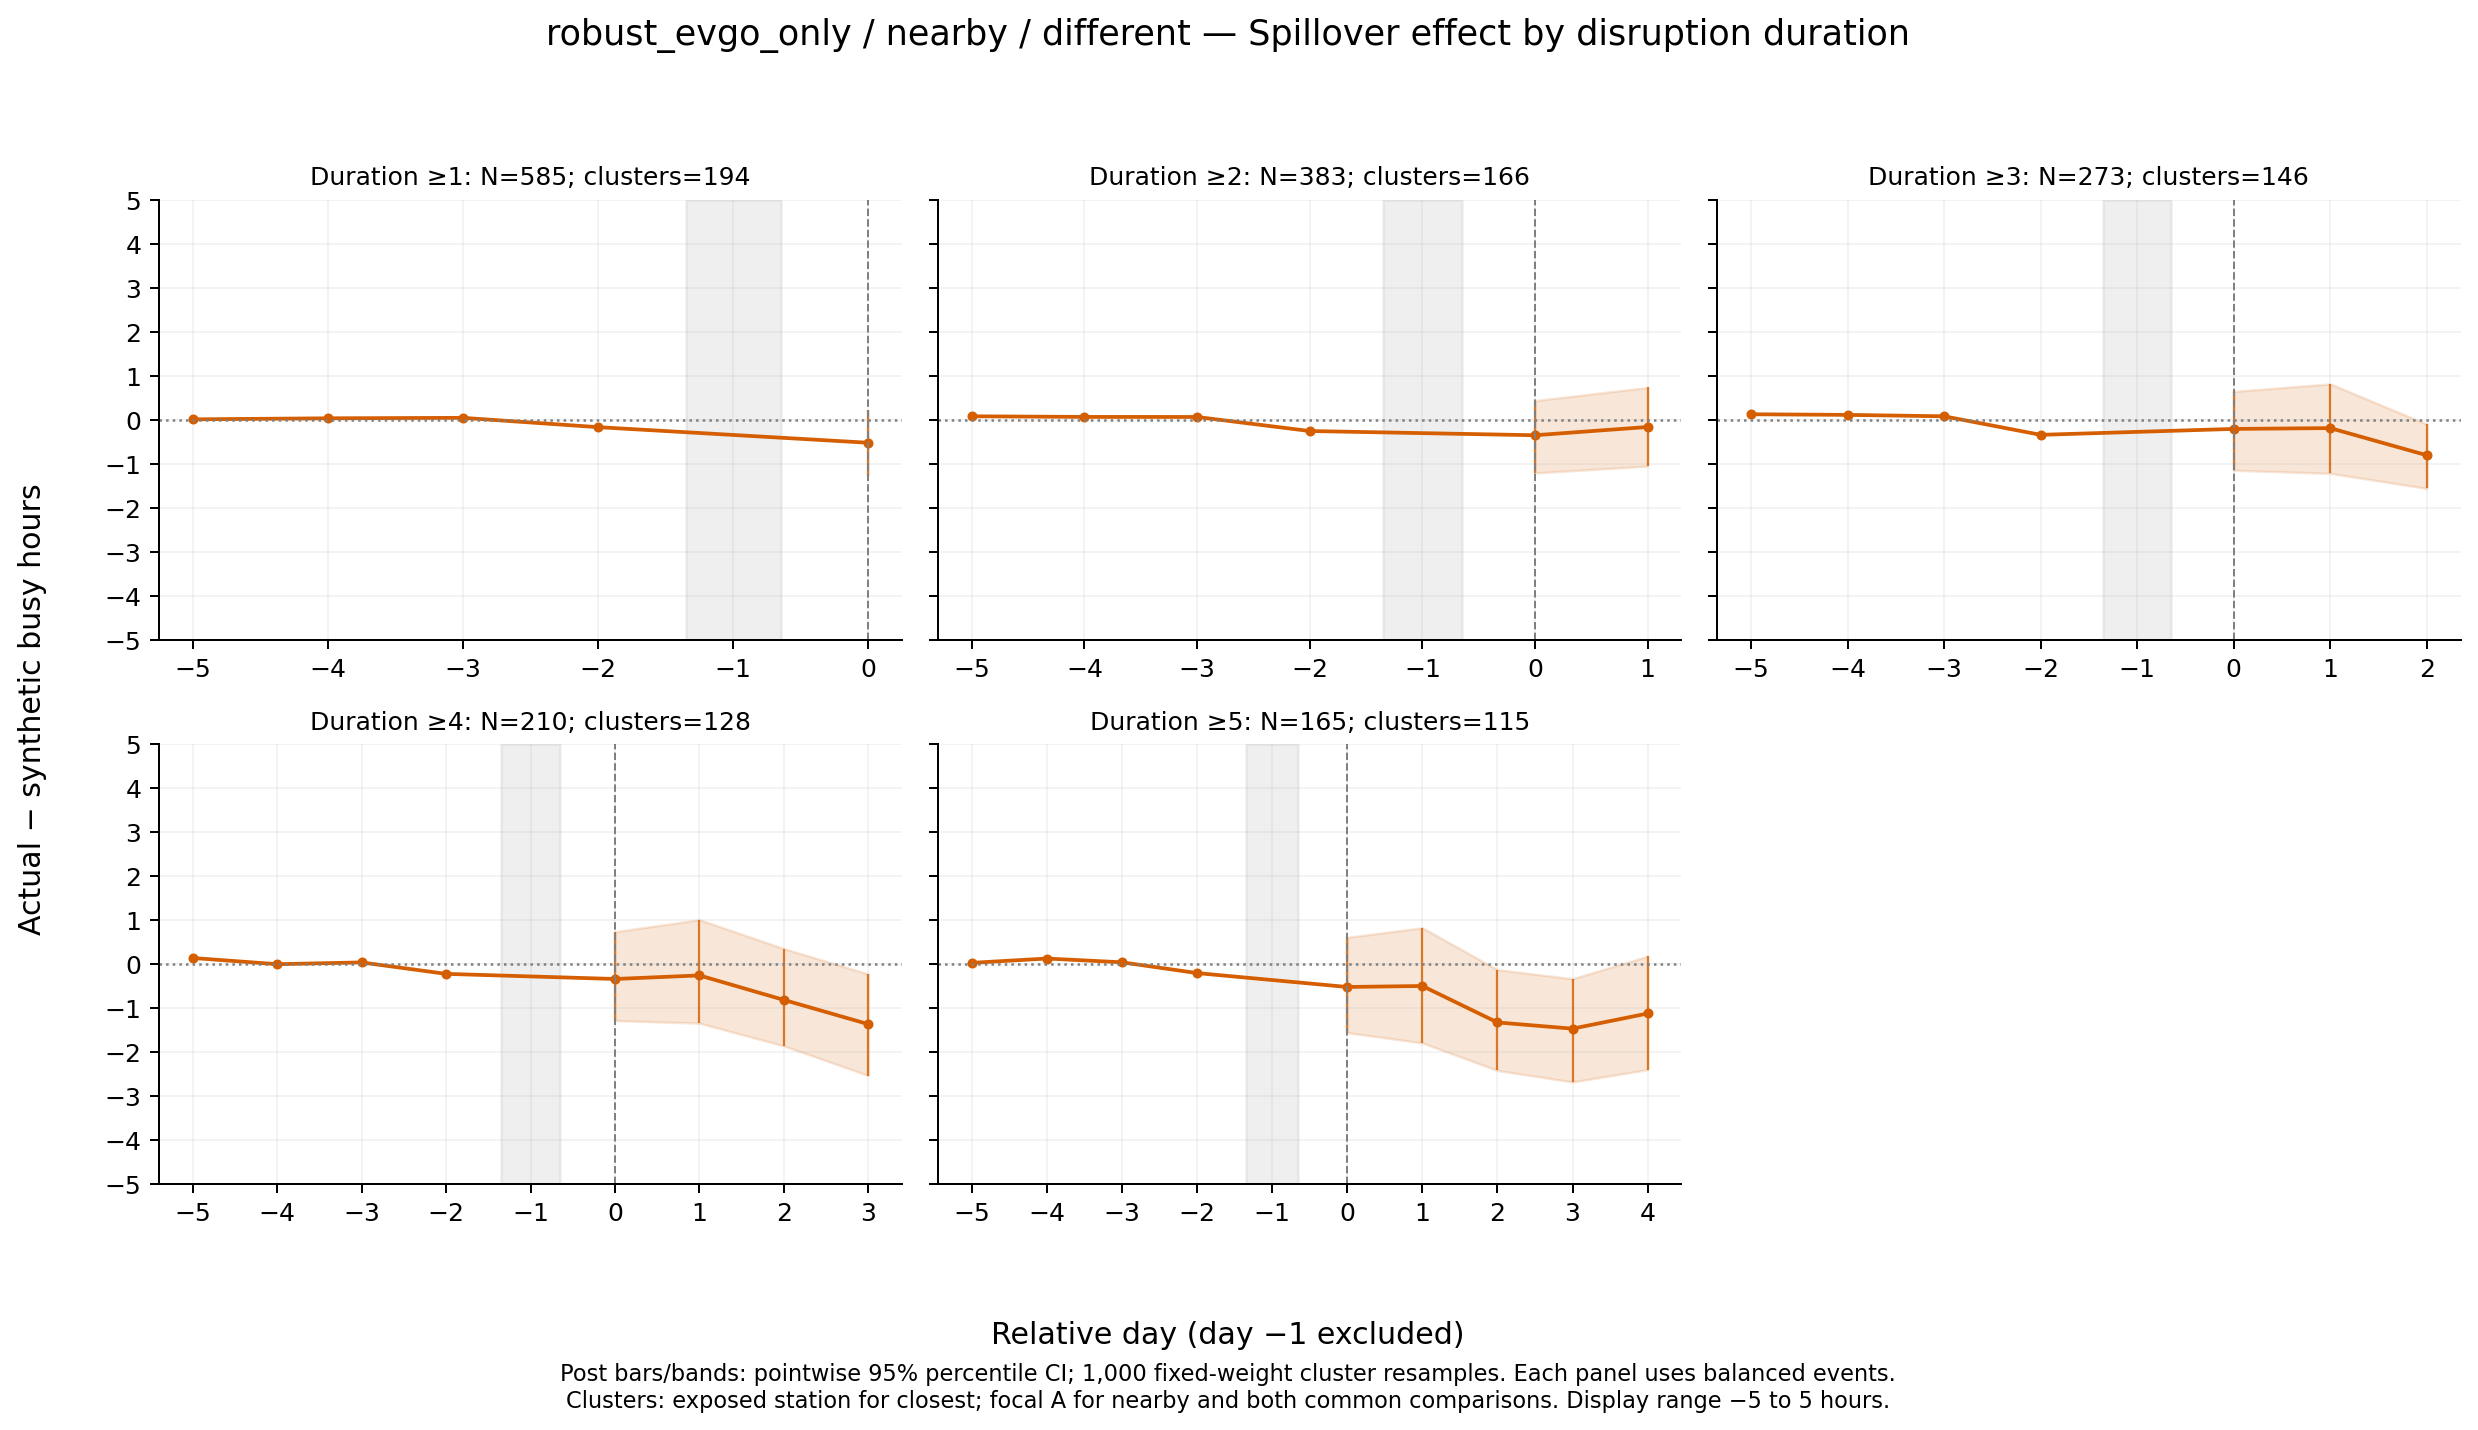 robust_evgo_only / nearby / different — Spillover effect by disruption duration
Duration ≥1: N=585; clusters=194
Duration ≥2: N=383; clusters=166
Duration ≥3: N=273; clusters=146
5
4
3
2
1
0
−1
−2
−3
−4
−5
−5 −4 −3 −2 −1 0
−5 −4 −3 −2 −1 0 1
−5 −4 −3 −2 −1 0 1 2
Actual − synthetic busy hours
Duration ≥4: N=210; clusters=128
Duration ≥5: N=165; clusters=115
5
4
3
2
1
0
−1
−2
−3
−4
−5
−5 −4 −3 −2 −1 0 1 2 3
−5 −4 −3 −2 −1 0 1 2 3 4
Relative day (day −1 excluded)
Post bars/bands: pointwise 95% percentile CI; 1,000 fixed-weight cluster resamples. Each panel uses balanced events.
Clusters: exposed station for closest; focal A for nearby and both common comparisons. Display range −5 to 5 hours.